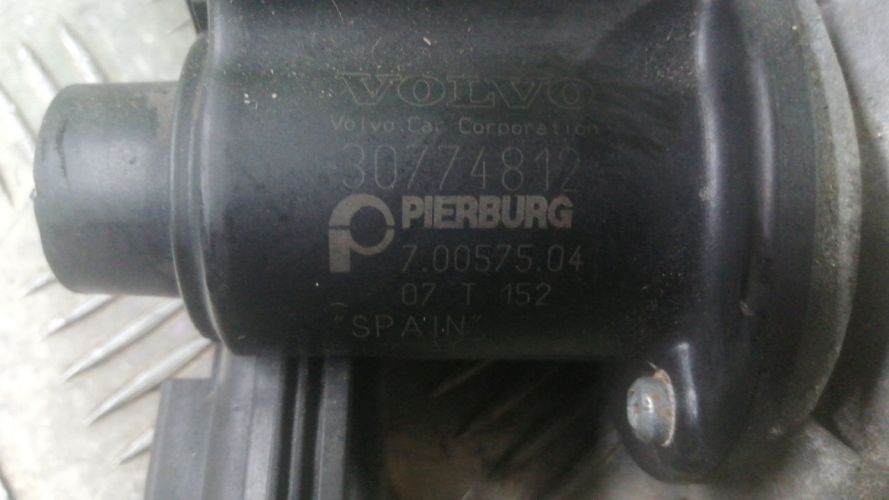 VOLVO
Volvo Car Corporation
30774812
PIERBURG
7.00575.04
07 T 152
"SPAIN"